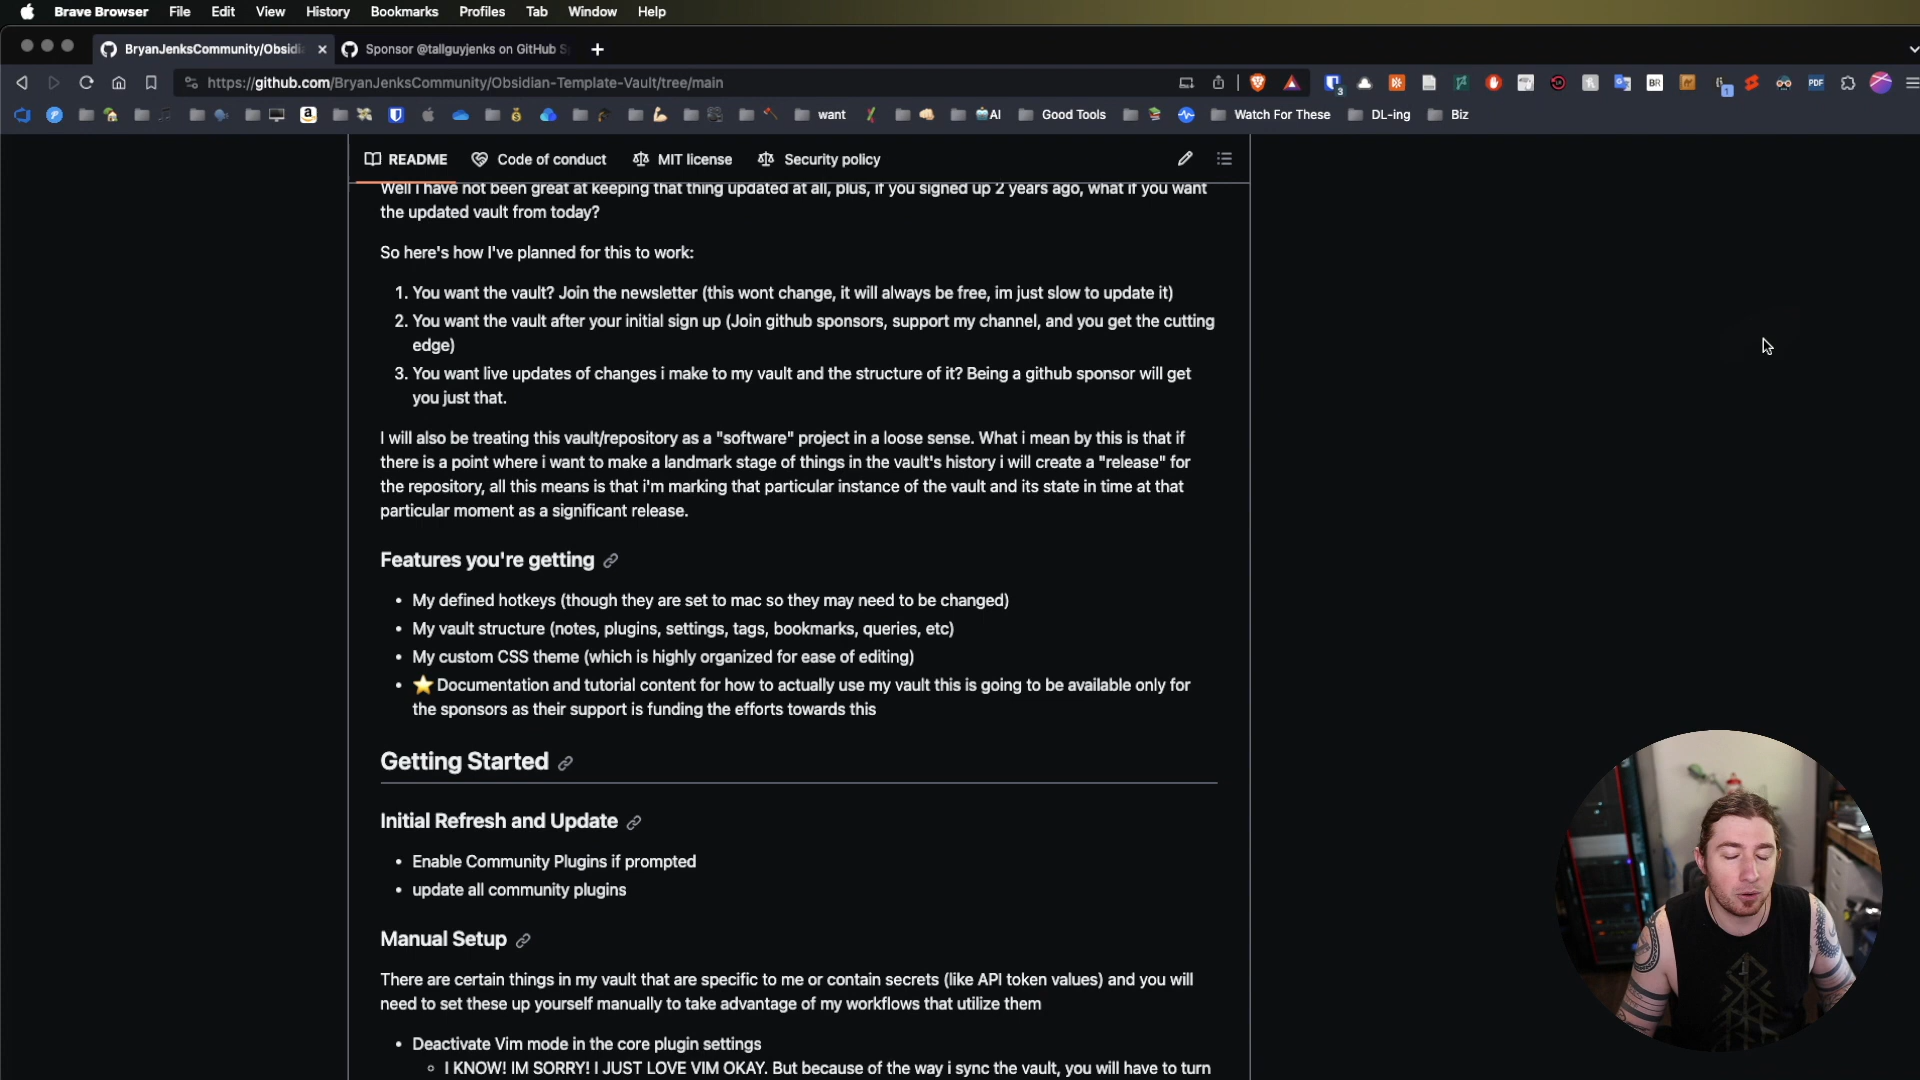 Brave Browser File Edit View History Bookmarks Profiles Tab Window Help
BryanJenksCommunity/Obsidi
Sponsor @tallguyjenks on GitHub S
https://github.com/BryanJenksCommunity/Obsidian-Template-Vault/tree/main
want
AI
Good Tools
Watch For These
DL-ing
Biz
README
Code of conduct
MIT license
Security policy
Well i have not been great at keeping that thing updated at all, plus, if you signed up 2 years ago, what if you want
the updated vault from today?
So here's how I've planned for this to work:
1. You want the vault? Join the newsletter (this wont change, it will always be free, im just slow to update it)
2. You want the vault after your initial sign up (Join github sponsors, support my channel, and you get the cutting
edge)
3. You want live updates of changes i make to my vault and the structure of it? Being a github sponsor will get
you just that.
I will also be treating this vault/repository as a "software" project in a loose sense. What i mean by this is that if
there is a point where i want to make a landmark stage of things in the vault's history i will create a "release" for
the repository, all this means is that i'm marking that particular instance of the vault and its state in time at that
particular moment as a significant release.
Features you're getting
• My defined hotkeys (though they are set to mac so they may need to be changed)
• My vault structure (notes, plugins, settings, tags, bookmarks, queries, etc)
• My custom CSS theme (which is highly organized for ease of editing)
• ⭐ Documentation and tutorial content for how to actually use my vault this is going to be available only for
the sponsors as their support is funding the efforts towards this
Getting Started
Initial Refresh and Update
• Enable Community Plugins if prompted
• update all community plugins
Manual Setup
There are certain things in my vault that are specific to me or contain secrets (like API token values) and you will
need to set these up yourself manually to take advantage of my workflows that utilize them
• Deactivate Vim mode in the core plugin settings
◦ I KNOW! IM SORRY! I JUST LOVE VIM OKAY. But because of the way i sync the vault, you will have to turn